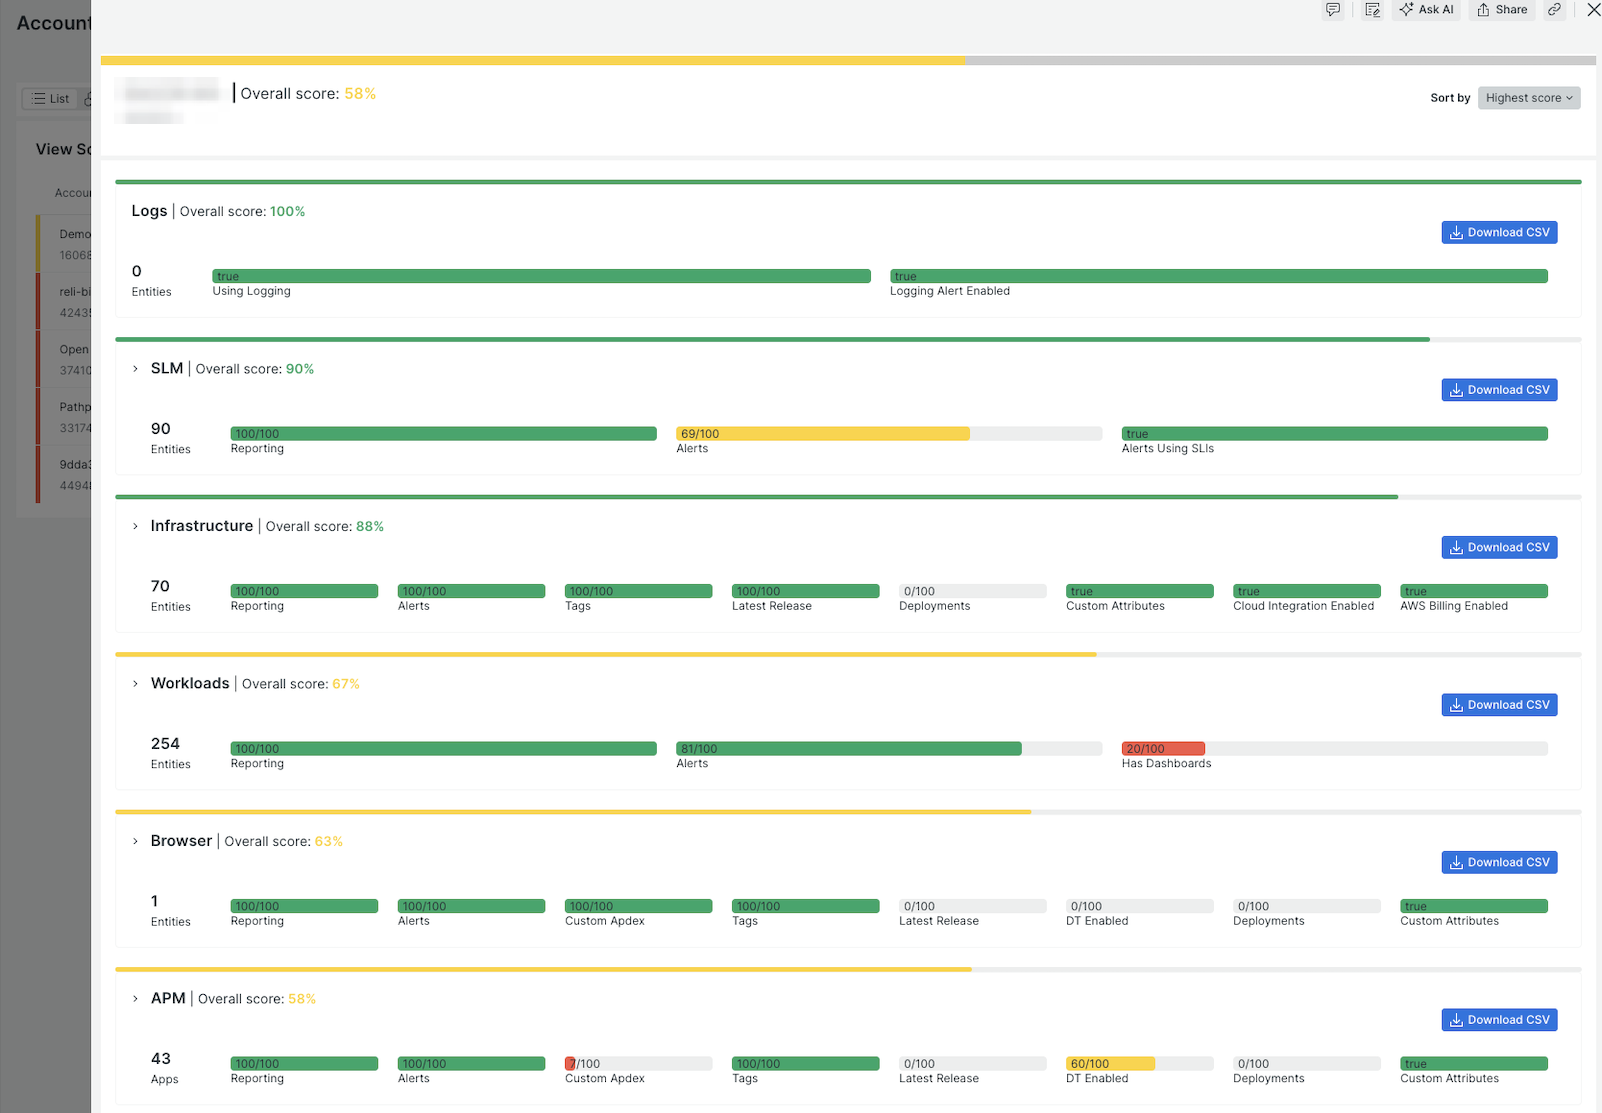 Account
Ask AI
Share
List
Overall score: 58%
Sort by
Highest score
View Sc
Accou
Demo
16068
reli-bi
42435
Open
37410
Pathp
33174
9dda3
44948
Logs | Overall score: 100%
Download CSV
0
Entities
true
Using Logging
true
Logging Alert Enabled
SLM | Overall score: 90%
Download CSV
90
Entities
100/100
Reporting
69/100
Alerts
true
Alerts Using SLIs
Infrastructure | Overall score: 88%
Download CSV
70
Entities
100/100
Reporting
100/100
Alerts
100/100
Tags
100/100
Latest Release
0/100
Deployments
true
Custom Attributes
true
Cloud Integration Enabled
true
AWS Billing Enabled
Workloads | Overall score: 67%
Download CSV
254
Entities
100/100
Reporting
81/100
Alerts
20/100
Has Dashboards
Browser | Overall score: 63%
Download CSV
1
Entities
100/100
Reporting
100/100
Alerts
100/100
Custom Apdex
100/100
Tags
0/100
Latest Release
0/100
DT Enabled
0/100
Deployments
true
Custom Attributes
APM | Overall score: 58%
Download CSV
43
Apps
100/100
Reporting
100/100
Alerts
7/100
Custom Apdex
100/100
Tags
0/100
Latest Release
60/100
DT Enabled
0/100
Deployments
true
Custom Attributes